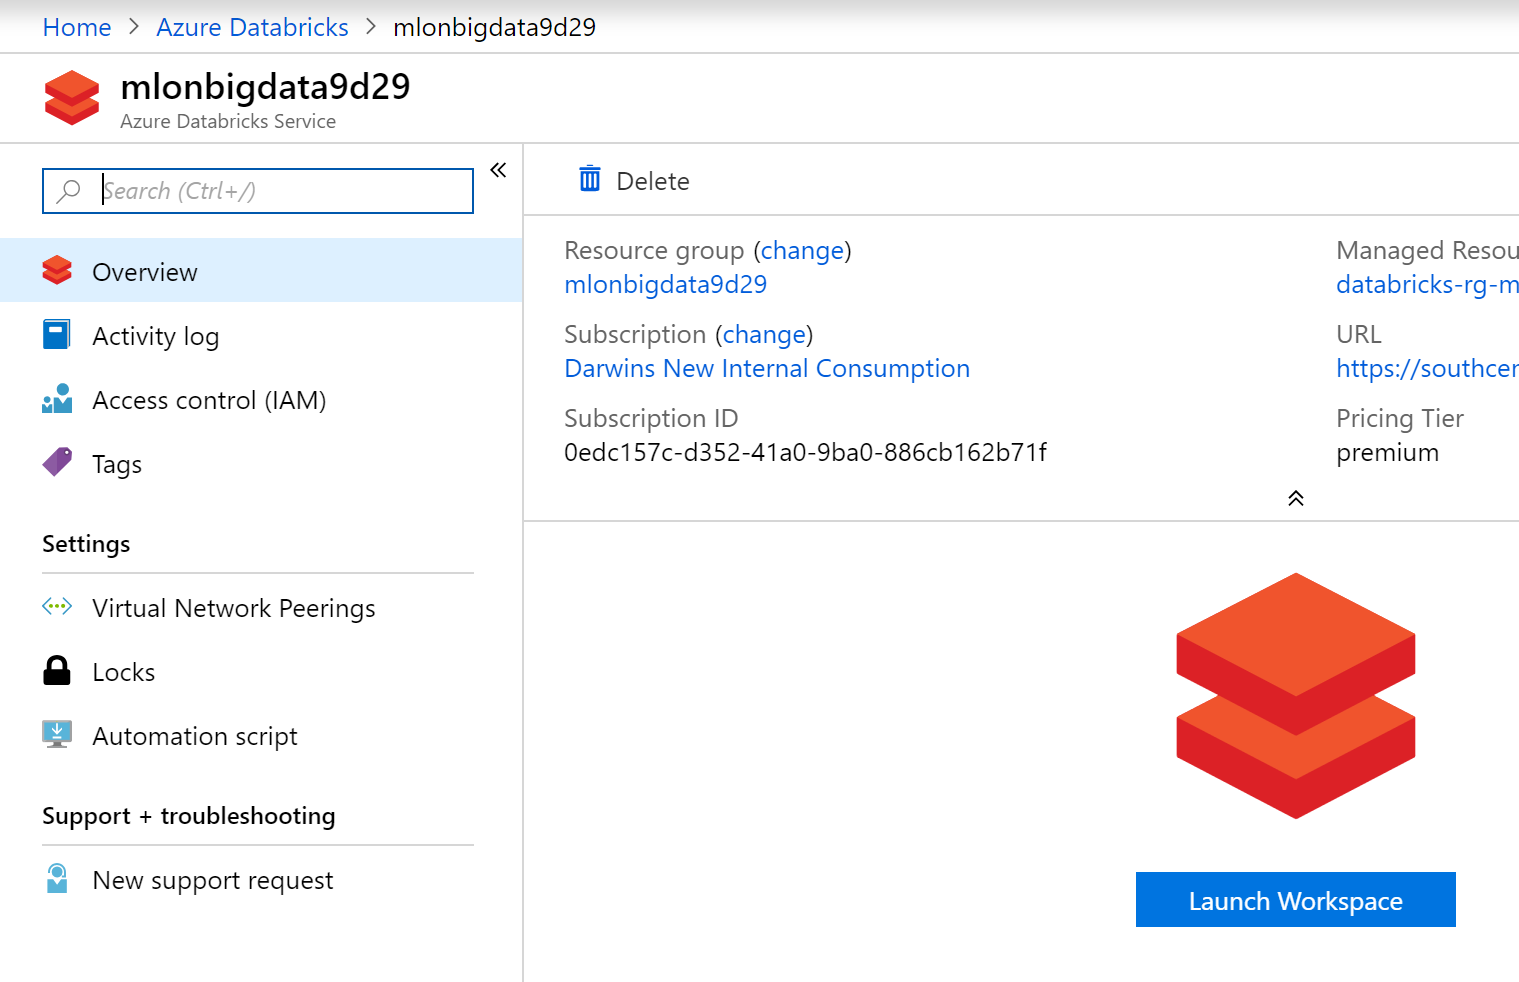 Home > Azure Databricks > mlonbigdata9d29
mlonbigdata9d29
Azure Databricks Service
Search (Ctrl+/)
Overview
Activity log
Access control (IAM)
Tags
Settings
Virtual Network Peerings
Locks
Automation script
Support + troubleshooting
New support request
Delete
Resource group (change)
mlonbigdata9d29
Subscription (change)
Darwins New Internal Consumption
Subscription ID
0edc157c-d352-41a0-9ba0-886cb162b71f
Managed Resou
databricks-rg-m
URL
https://southcen
Pricing Tier
premium
Launch Workspace